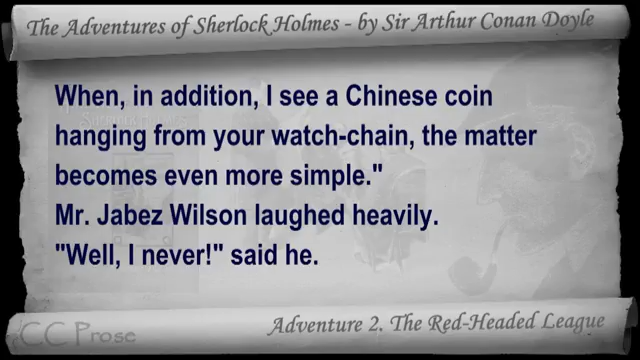 The Adventures of Sherlock Holmes - by Sir Arthur Conan Doyle
When, in addition, I see a Chinese coin
hanging from your watch-chain, the matter
becomes even more simple."
Mr. Jabez Wilson laughed heavily.
"Well, I never!" said he.
CC Prose
Adventure 2. The Red-Headed League